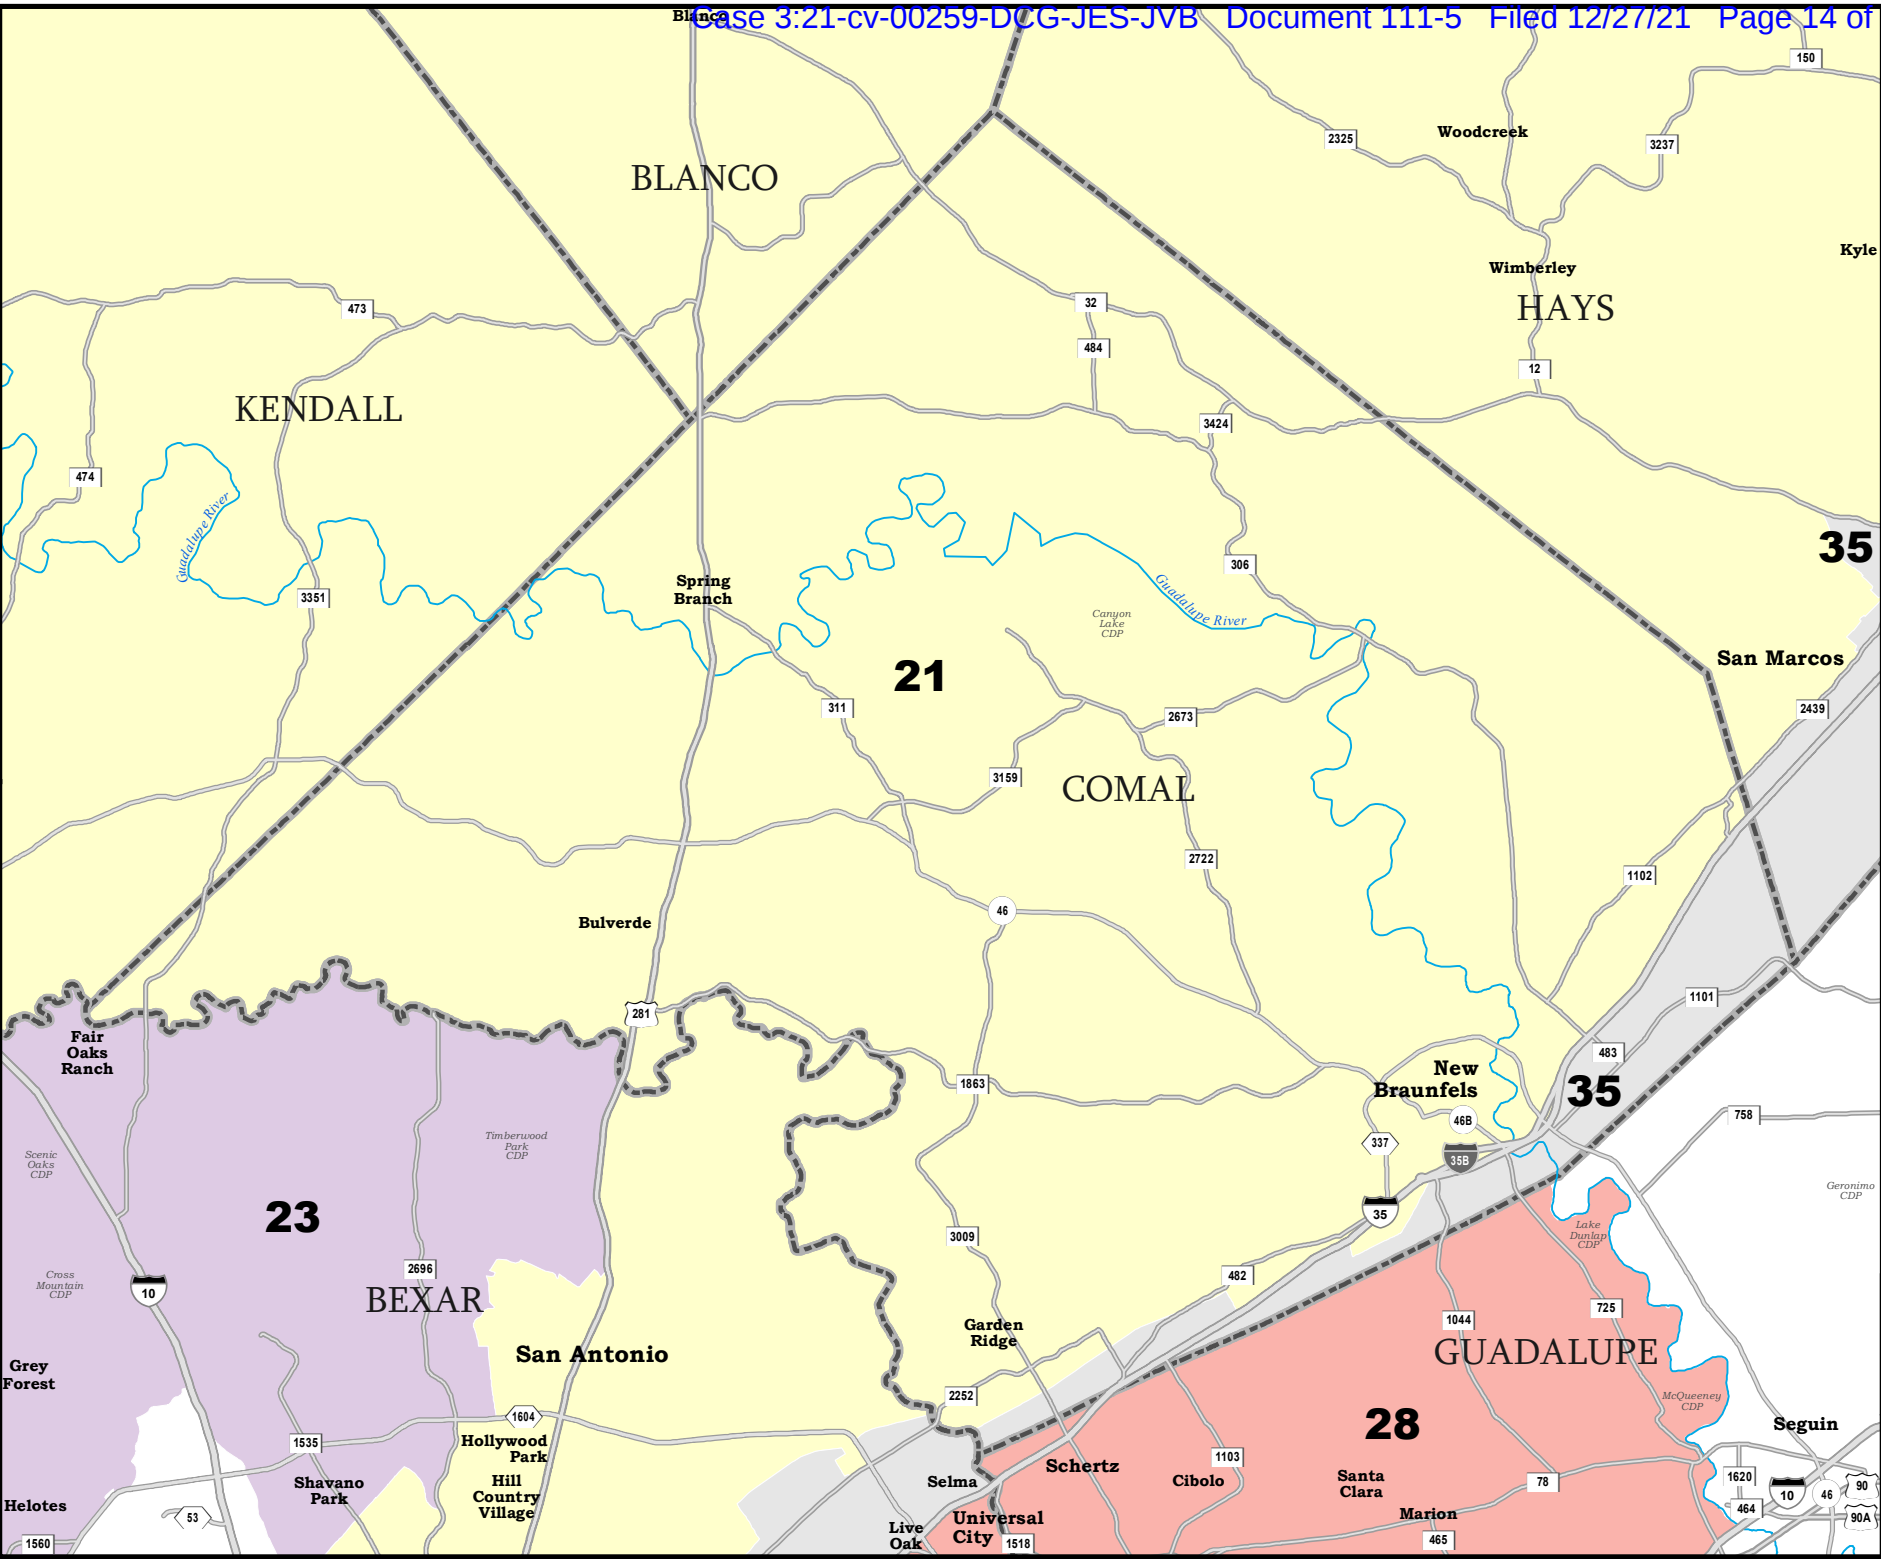 Case 3:21-cv-00259-DCG-JES-JVB Document 111-5 Filed 12/27/21 Page 14 of
Blanco
150
2325
Woodcreek
3237
BLANCO
Kyle
Wimberley
HAYS
473
32
484
12
KENDALL
3424
474
Guadalupe River
35
306
Spring
Branch
3351
Guadalupe River
Canyon
Lake
CDP
San Marcos
21
311
2673
2439
3159
COMAL
2722
1102
46
Bulverde
281
1101
Fair
Oaks
Ranch
483
New
Braunfels
1863
35
46B
758
337
35B
Scenic
Oaks
CDP
Timberwood
Park
CDP
Geronimo
CDP
23
35
3009
Lake
Dunlap
CDP
2696
482
Cross
Mountain
CDP
10
BEXAR
725
1044
Garden
Ridge
GUADALUPE
San Antonio
Grey
Forest
2252
McQueeney
CDP
28
Seguin
1604
1535
Hollywood
Park
1103
Schertz
Selma
Cibolo
Santa
Clara
78
1620
10
46
90
Shavano
Park
Hill
Country
Village
Helotes
53
464
90A
Universal
City
Marion
Live
Oak
1560
1518
465